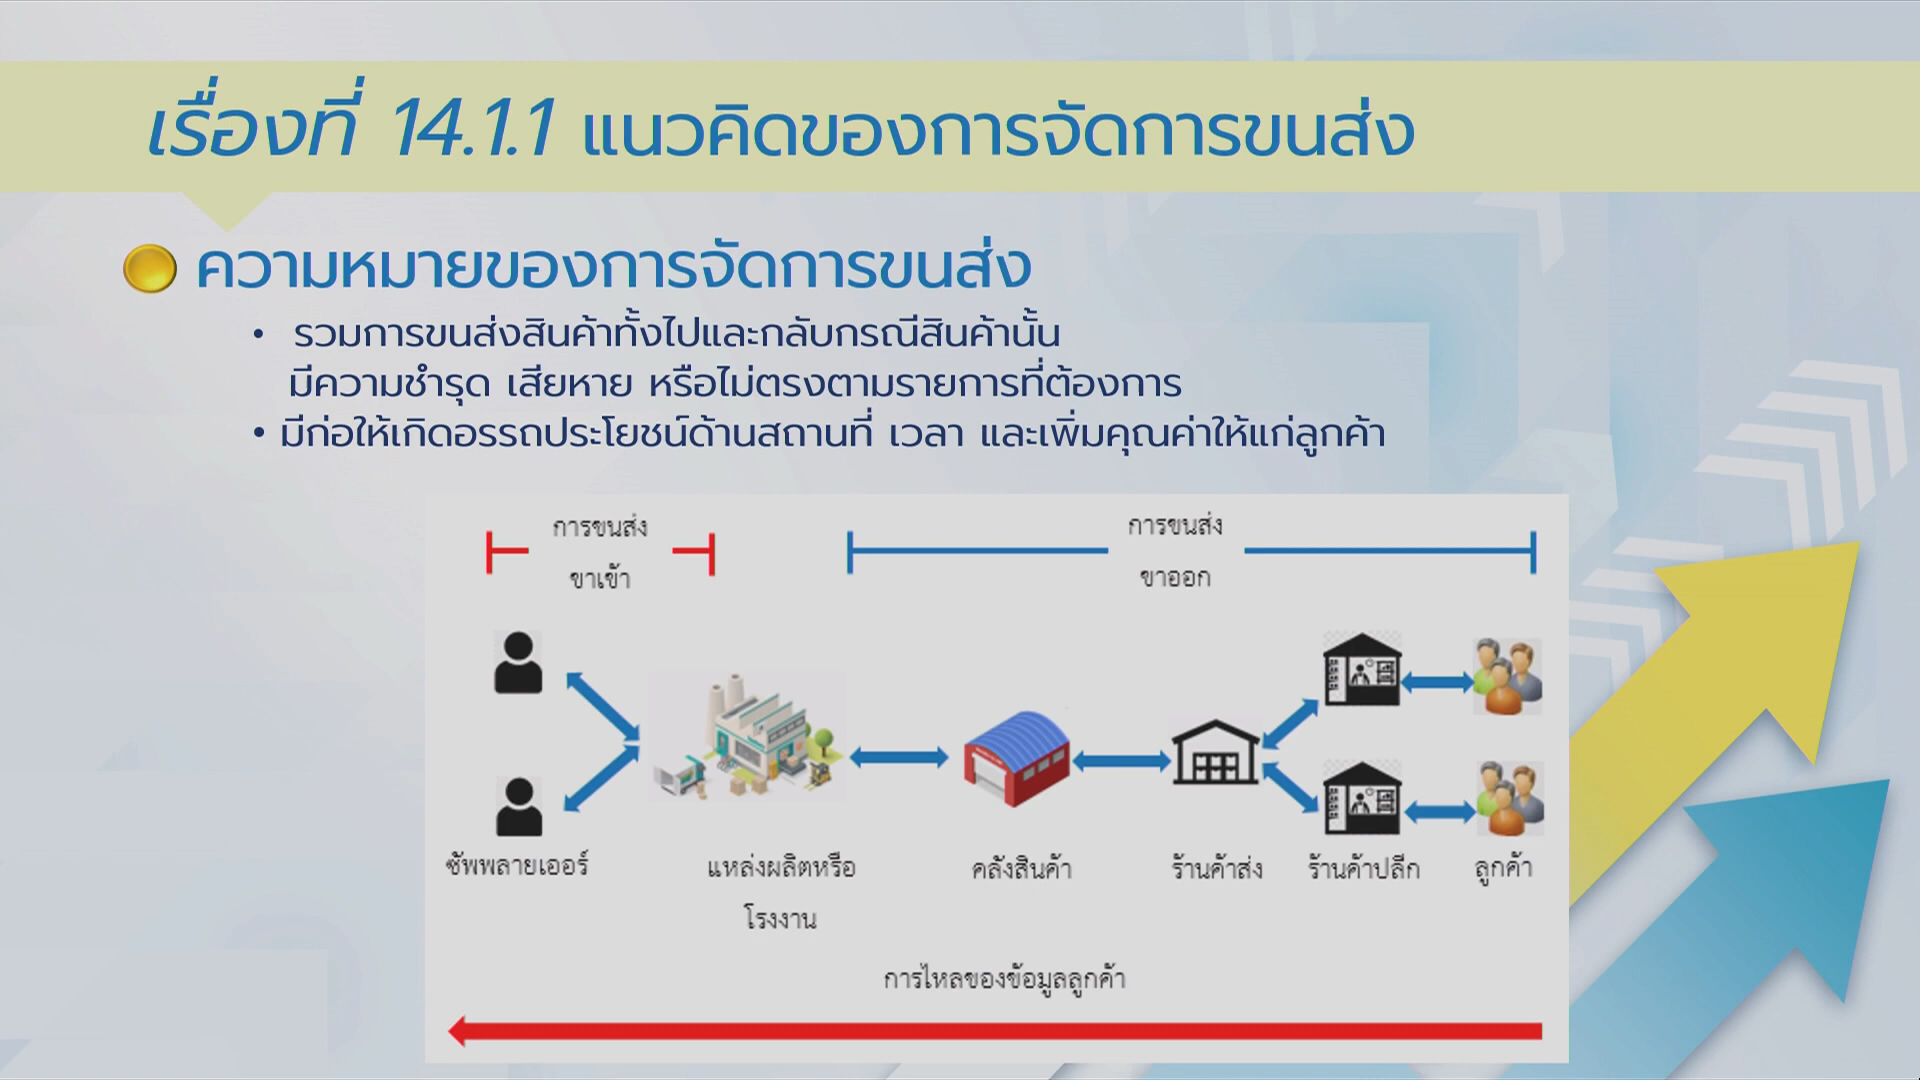 เรื่องที่ 14.1.1 แนวคิดของการจัดการขนส่ง
ความหมายของการจัดการขนส่ง
• รวมการขนส่งสินค้าทั้งไปและกลับกรณีสินค้านั้น
มีความชำรุด เสียหาย หรือไม่ตรงตามรายการที่ต้องการ
• มีก่อให้เกิดอรรถประโยชน์ด้านสถานที่ เวลา และเพิ่มคุณค่าให้แก่ลูกค้า
การขนส่ง
ขาเข้า
การขนส่ง
ขาออก
ซัพพลายเออร์
แหล่งผลิตหรือ
โรงงาน
คลังสินค้า
ร้านค้าส่ง
ร้านค้าปลีก
ลูกค้า
การไหลของข้อมูลลูกค้า